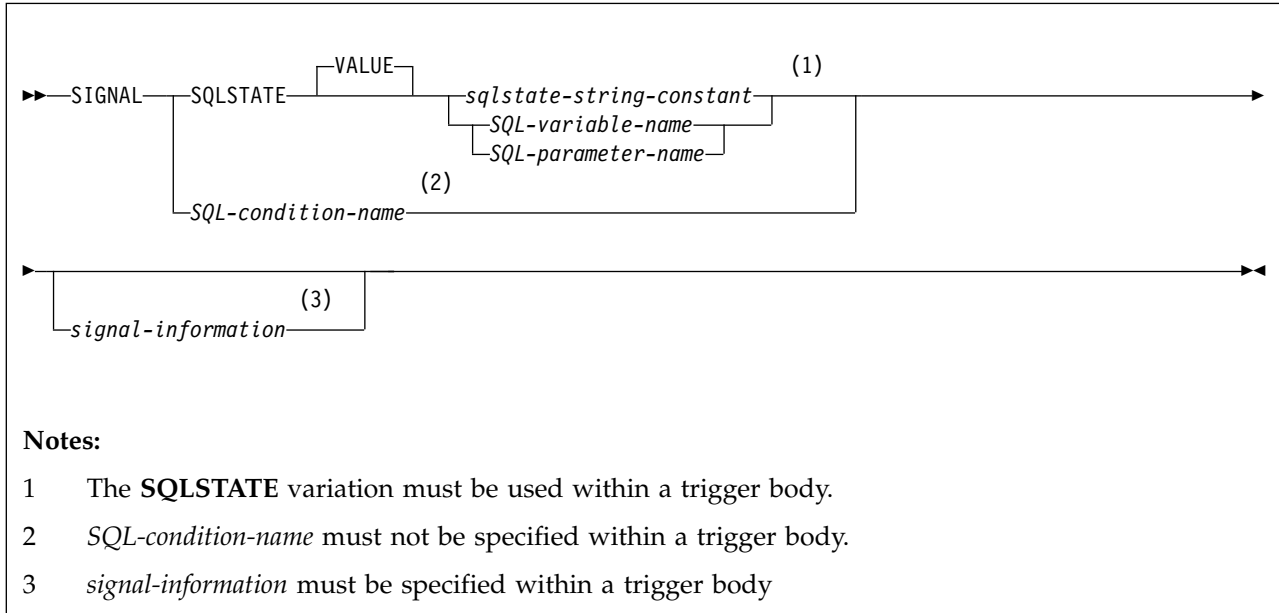 VALUE (1)
SIGNAL SQLSTATE sqlstate-string-constant
SQL-variable-name
SQL-parameter-name
(2)
SQL-condition-name
(3)
signal-information
Notes:
1 The SQLSTATE variation must be used within a trigger body.
2 SQL-condition-name must not be specified within a trigger body.
3 signal-information must be specified within a trigger body